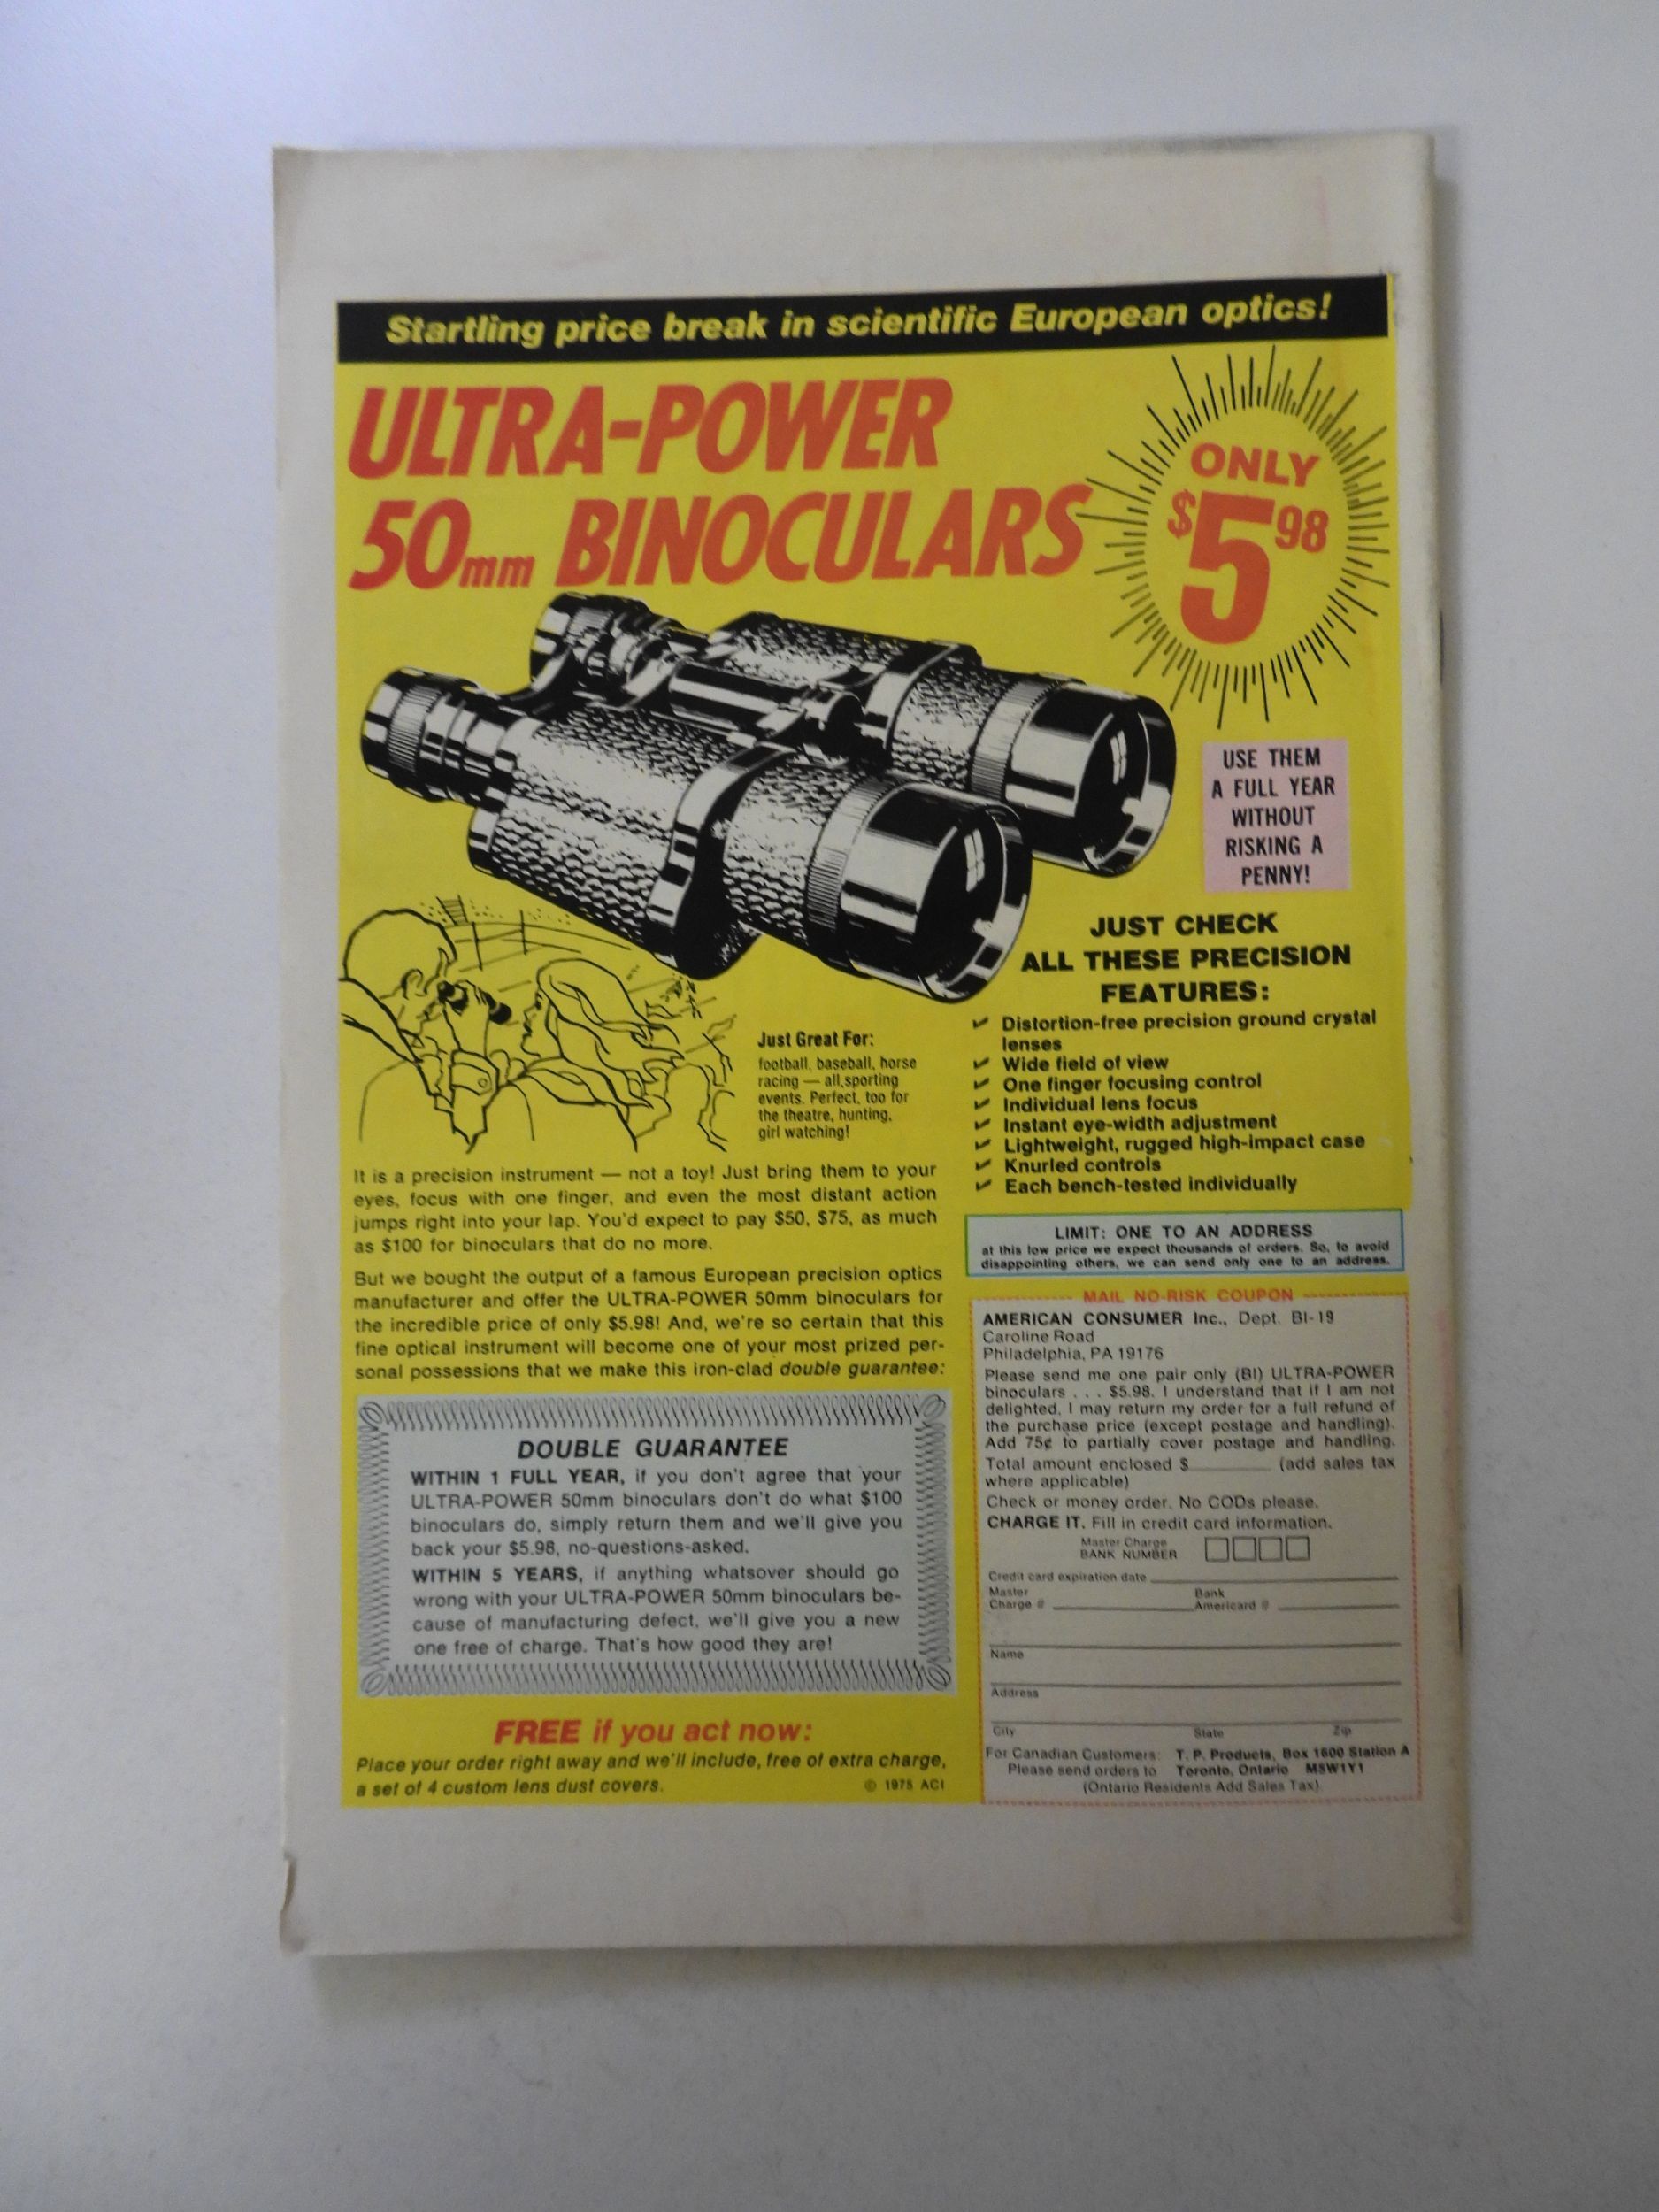 Startling price break in scientific European optics!
ULTRA-POWER
50mm BINOCULARS
ONLY
$5 98
USE THEM
A FULL YEAR
WITHOUT
RISKING A
PENNY!
JUST CHECK
ALL THESE PRECISION
FEATURES:
✔ Distortion-free precision ground crystal
lenses
✔ Wide field of view
✔ One finger focusing control
✔ Individual lens focus
✔ Instant eye-width adjustment
✔ Lightweight, rugged high-impact case
✔ Knurled controls
✔ Each bench-tested individually
Just Great For:
football, baseball, horse
racing — all sporting
events. Perfect, too for
the theatre, hunting,
girl watching!
It is a precision instrument — not a toy! Just bring them to your
eyes, focus with one finger, and even the most distant action
jumps right into your lap. You'd expect to pay $50, $75, as much
as $100 for binoculars that do no more.
But we bought the output of a famous European precision optics
manufacturer and offer the ULTRA-POWER 50mm binoculars for
the incredible price of only $5.98! And, we're so certain that this
fine optical instrument will become one of your most prized per-
sonal possessions that we make this iron-clad double guarantee:
DOUBLE GUARANTEE
WITHIN 1 FULL YEAR, if you don't agree that your
ULTRA-POWER 50mm binoculars don't do what $100
binoculars do, simply return them and we'll give you
back your $5.98, no-questions-asked.
WITHIN 5 YEARS, if anything whatsover should go
wrong with your ULTRA-POWER 50mm binoculars be-
cause of manufacturing defect, we'll give you a new
one free of charge. That's how good they are!
FREE if you act now:
Place your order right away and we'll include, free of extra charge,
a set of 4 custom lens dust covers.
© 1975 ACI
LIMIT: ONE TO AN ADDRESS
at this low price we expect thousands of orders. So, to avoid
disappointing others, we can send only one to an address.
MAIL NO-RISK COUPON
AMERICAN CONSUMER Inc., Dept. BI-19
Caroline Road
Philadelphia, PA 19176
Please send me one pair only (BI) ULTRA-POWER
binoculars . . . $5.98. I understand that if I am not
delighted, I may return my order for a full refund of
the purchase price (except postage and handling).
Add 75¢ to partially cover postage and handling.
Total amount enclosed $________ (add sales tax
where applicable)
Check or money order. No CODs please.
CHARGE IT. Fill in credit card information.
Master Charge
BANK NUMBER
Credit card expiration date
Master Charge #
Bank Americard #
Name
Address
City State Zip
For Canadian Customers: T. P. Products, Box 1600 Station A
Please send orders to Toronto, Ontario M5W1Y1
(Ontario Residents Add Sales Tax)